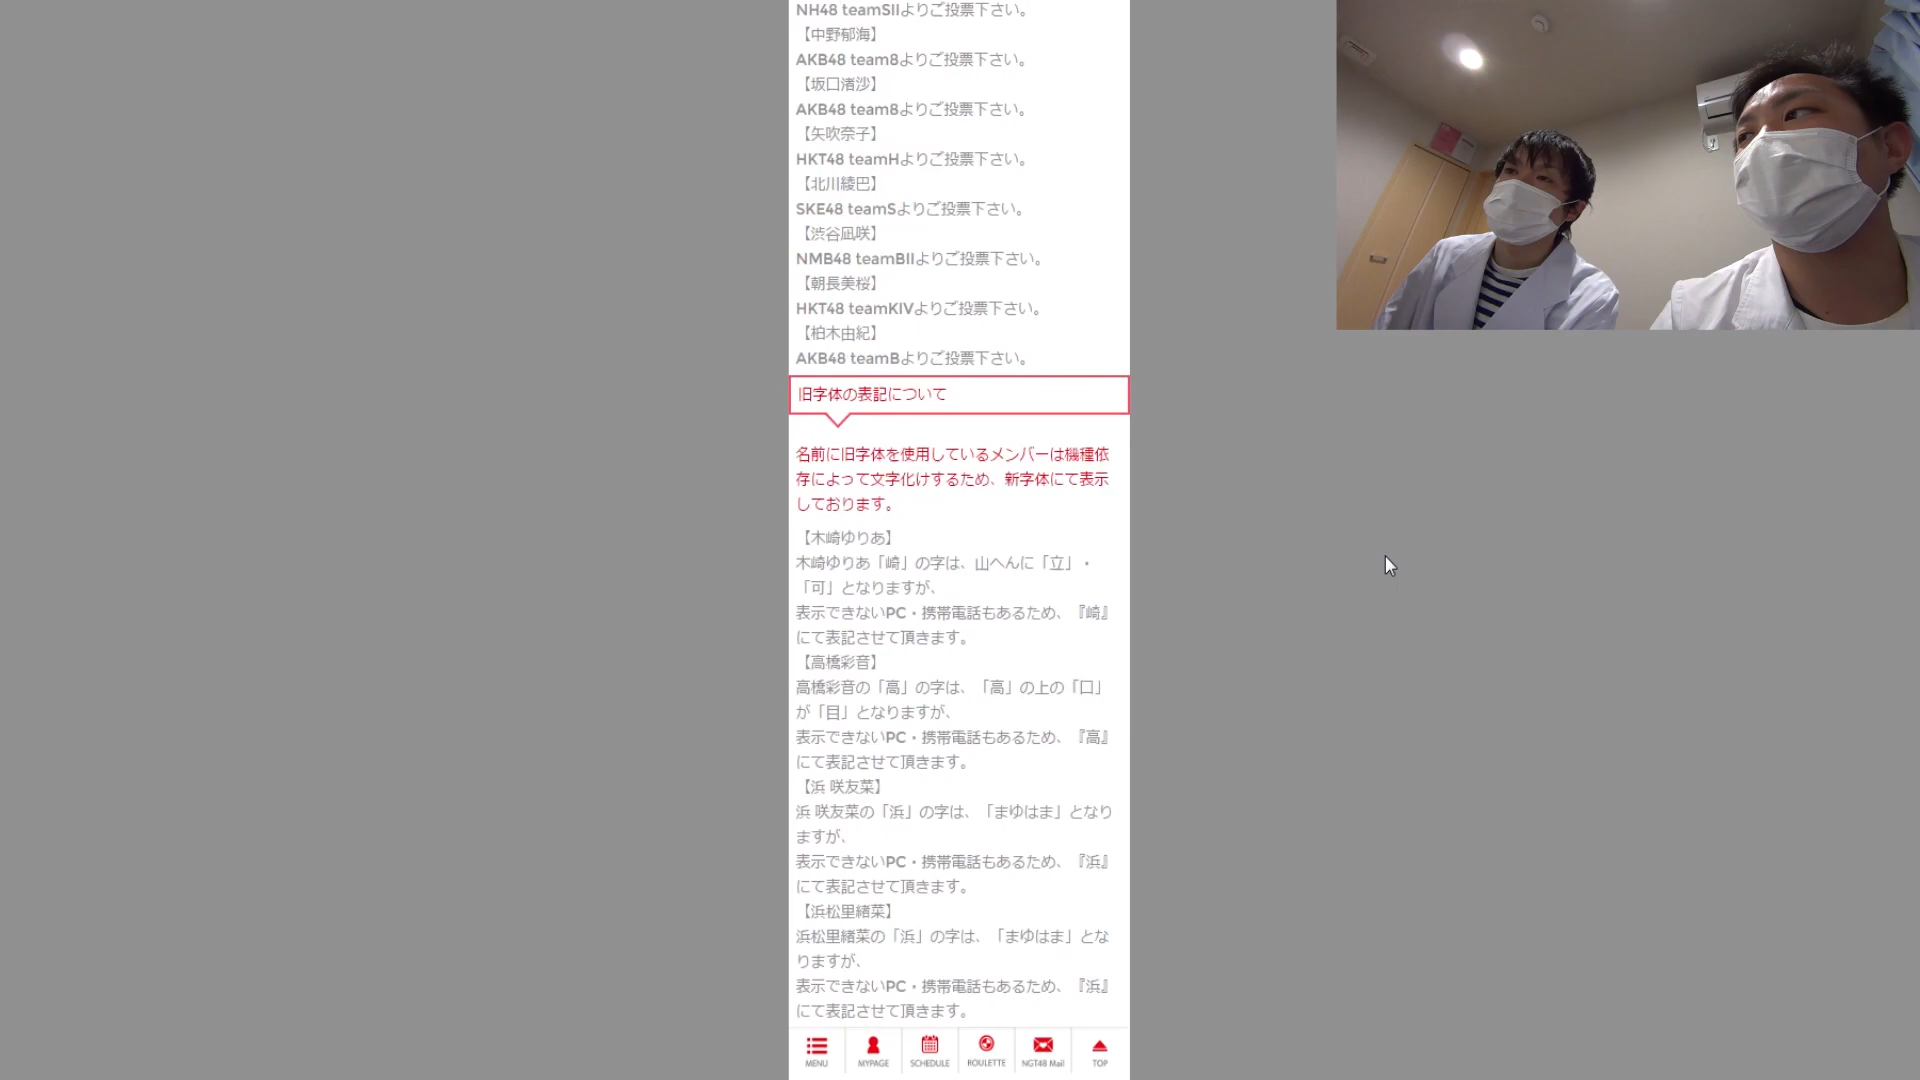 NH48 teamSIIよりご投票下さい。
【中野郁海】
AKB48 team8よりご投票下さい。
【坂口渚沙】
AKB48 team8よりご投票下さい。
【矢吹奈子】
HKT48 teamHよりご投票下さい。
【北川綾巴】
SKE48 teamSよりご投票下さい。
【渋谷凪咲】
NMB48 teamBIIよりご投票下さい。
【朝長美桜】
HKT48 teamKIVよりご投票下さい。
【柏木由紀】
AKB48 teamBよりご投票下さい。
旧字体の表記について
名前に旧字体を使用しているメンバーは機種依
存によって文字化けするため、新字体にて表示
しております。
【木崎ゆりあ】
木崎ゆりあ「崎」の字は、山へんに「立」・
「可」となりますが、
表示できないPC・携帯電話もあるため、『崎』
にて表記させて頂きます。
【高橋彩音】
高橋彩音の「高」の字は、「高」の上の「口」
が「目」となりますが、
表示できないPC・携帯電話もあるため、『高』
にて表記させて頂きます。
【浜 咲友菜】
浜 咲友菜の「浜」の字は、「まゆはま」となり
ますが、
表示できないPC・携帯電話もあるため、『浜』
にて表記させて頂きます。
【浜松里緒菜】
浜松里緒菜の「浜」の字は、「まゆはま」とな
りますが、
表示できないPC・携帯電話もあるため、『浜』
にて表記させて頂きます。
MENU
MYPAGE
SCHEDULE
ROULETTE
NGT48 Mail
TOP